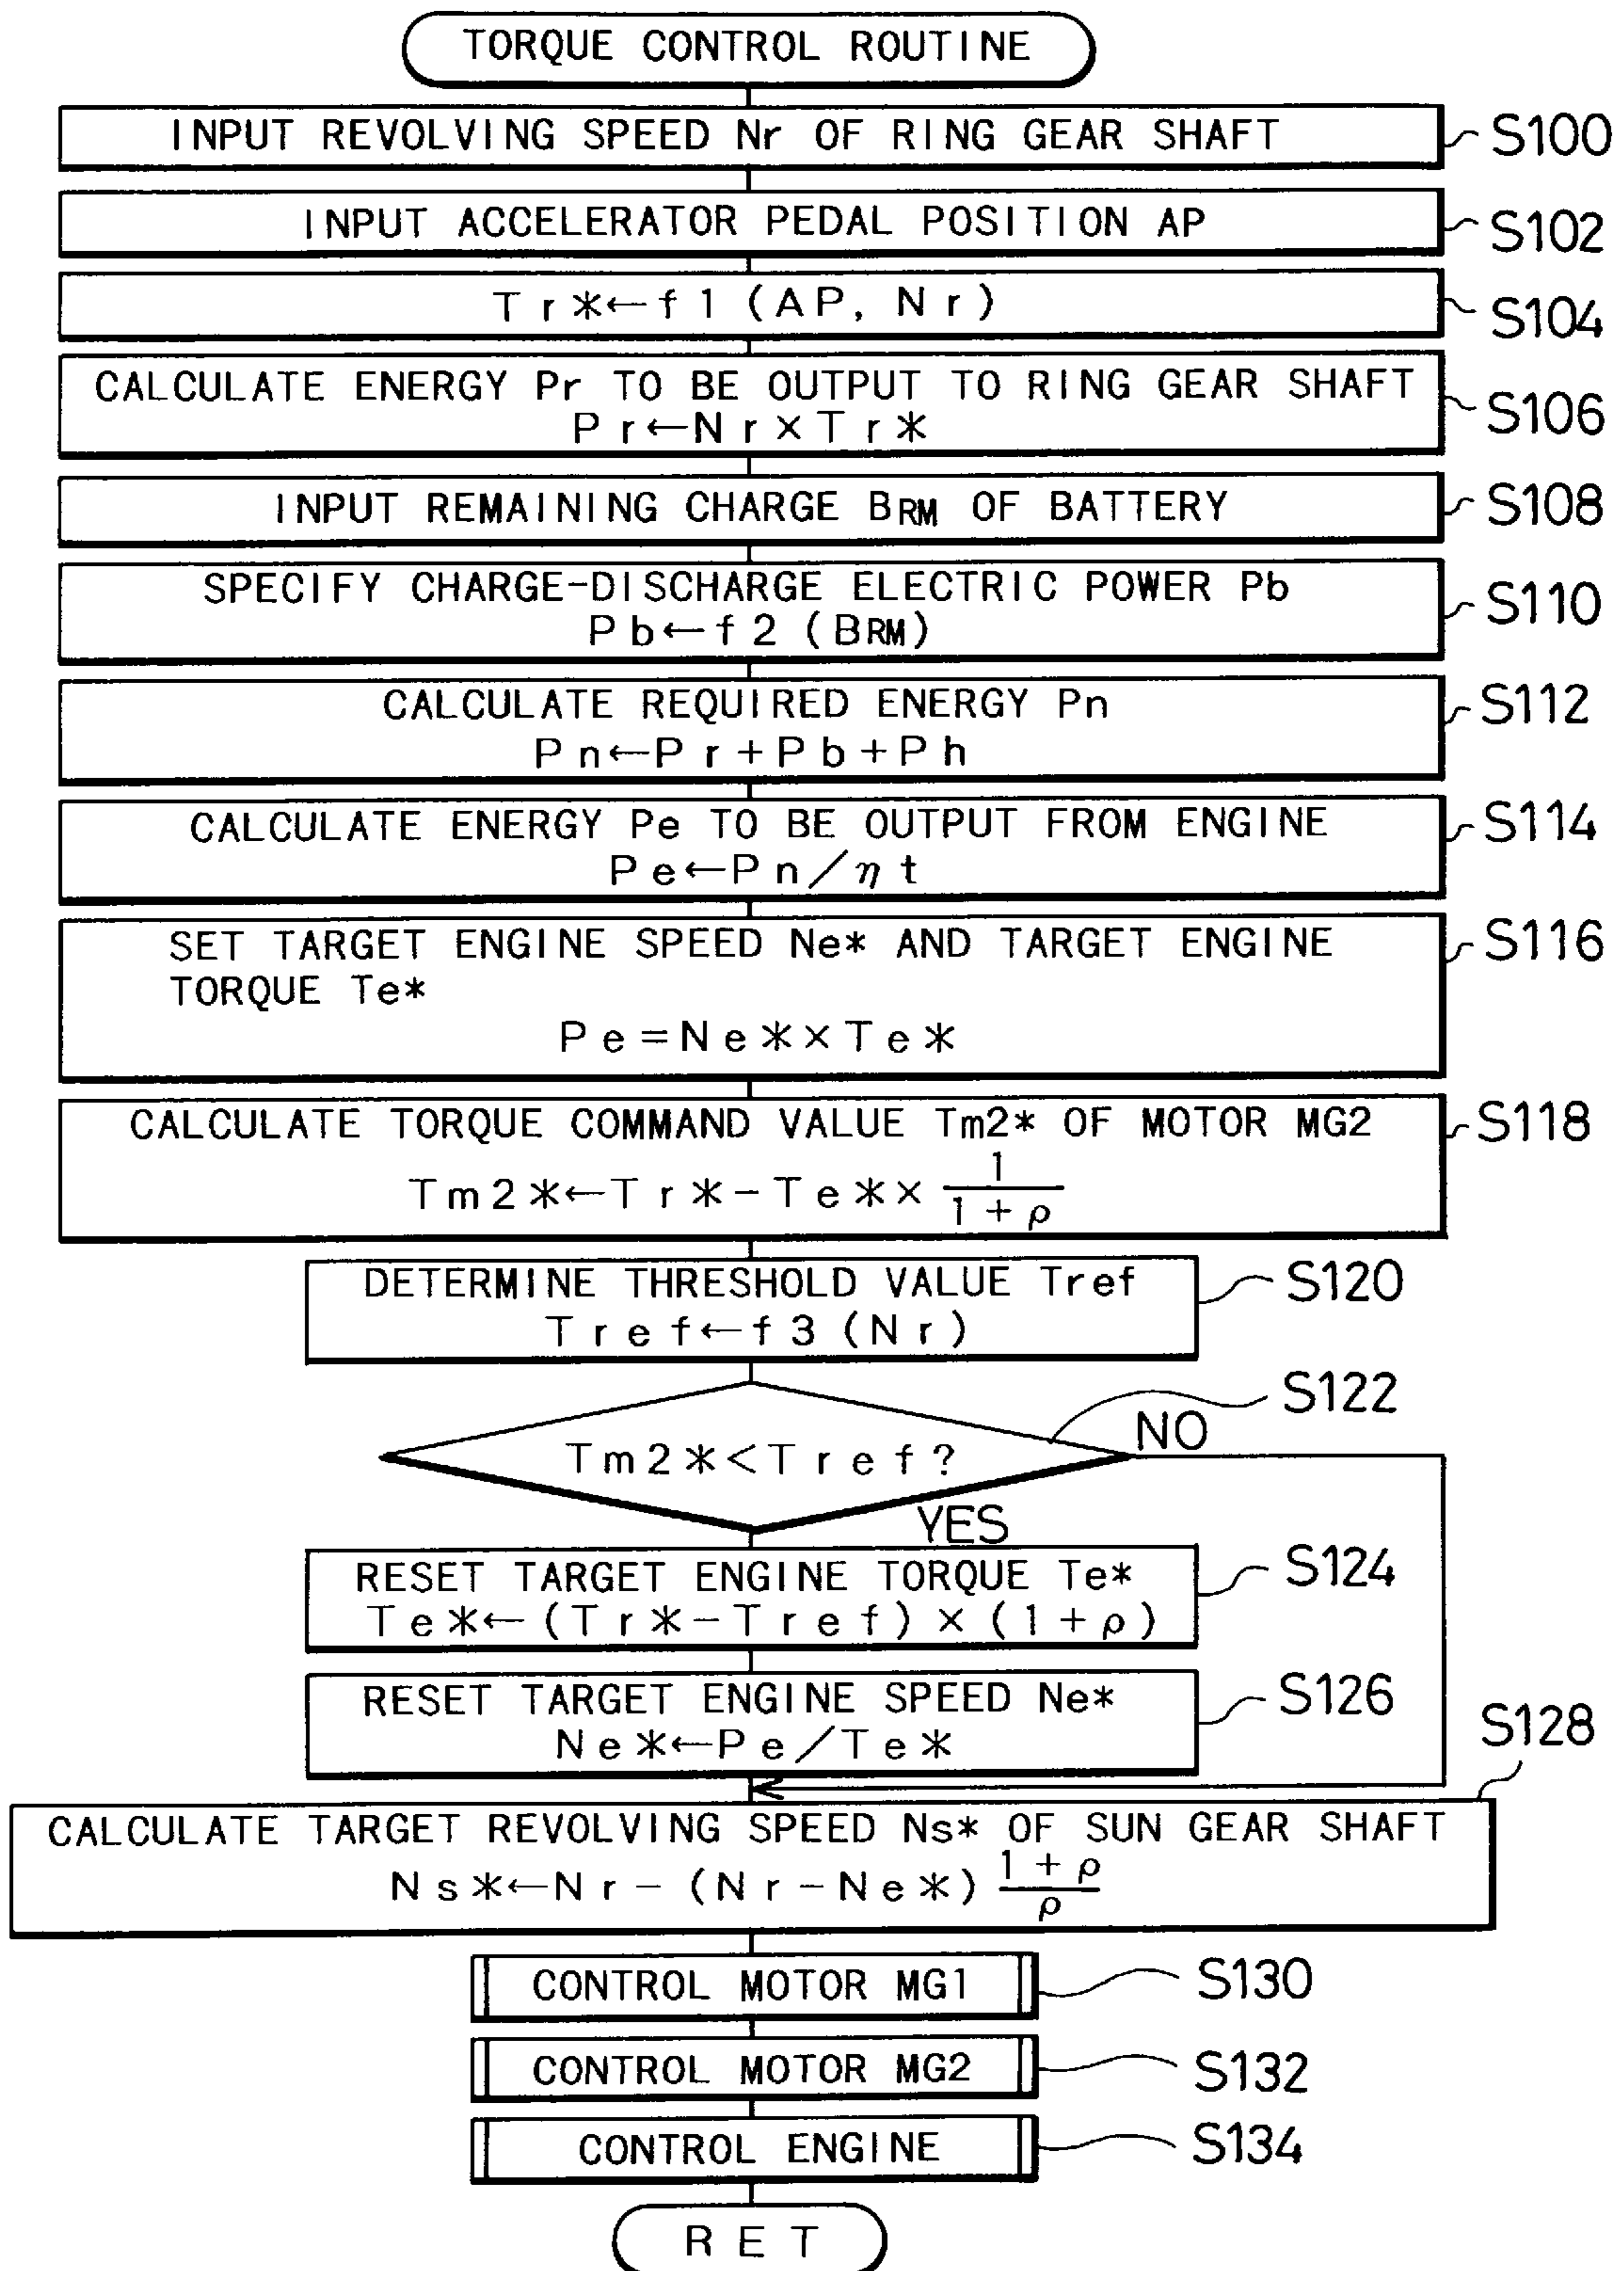 TORQUE CONTROL ROUTINE
INPUT REVOLVING SPEED Nr OF RING GEAR SHAFT
S100
INPUT ACCELERATOR PEDAL POSITION AP
S102
Tr*←f1(AP, Nr)
S104
CALCULATE ENERGY Pr TO BE OUTPUT TO RING GEAR SHAFT
Pr←Nr×Tr*
S106
INPUT REMAINING CHARGE BRM OF BATTERY
S108
SPECIFY CHARGE-DISCHARGE ELECTRIC POWER Pb
Pb←f2(BRM)
S110
CALCULATE REQUIRED ENERGY Pn
Pn←Pr+Pb+Ph
S112
CALCULATE ENERGY Pe TO BE OUTPUT FROM ENGINE
Pe←Pn/ηt
S114
SET TARGET ENGINE SPEED Ne* AND TARGET ENGINE
TORQUE Te*
Pe=Ne*×Te*
S116
CALCULATE TORQUE COMMAND VALUE Tm2* OF MOTOR MG2
Tm2*←Tr*-Te*× 1/(1+ρ)
S118
DETERMINE THRESHOLD VALUE Tref
Tref←f3(Nr)
S120
S122
Tm2*<Tref?
NO
YES
RESET TARGET ENGINE TORQUE Te*
Te*←(Tr*-Tref)×(1+ρ)
S124
RESET TARGET ENGINE SPEED Ne*
Ne*←Pe/Te*
S126
S128
CALCULATE TARGET REVOLVING SPEED Ns* OF SUN GEAR SHAFT
Ns*←Nr-(Nr-Ne*) (1+ρ)/ρ
CONTROL MOTOR MG1
S130
CONTROL MOTOR MG2
S132
CONTROL ENGINE
S134
RET